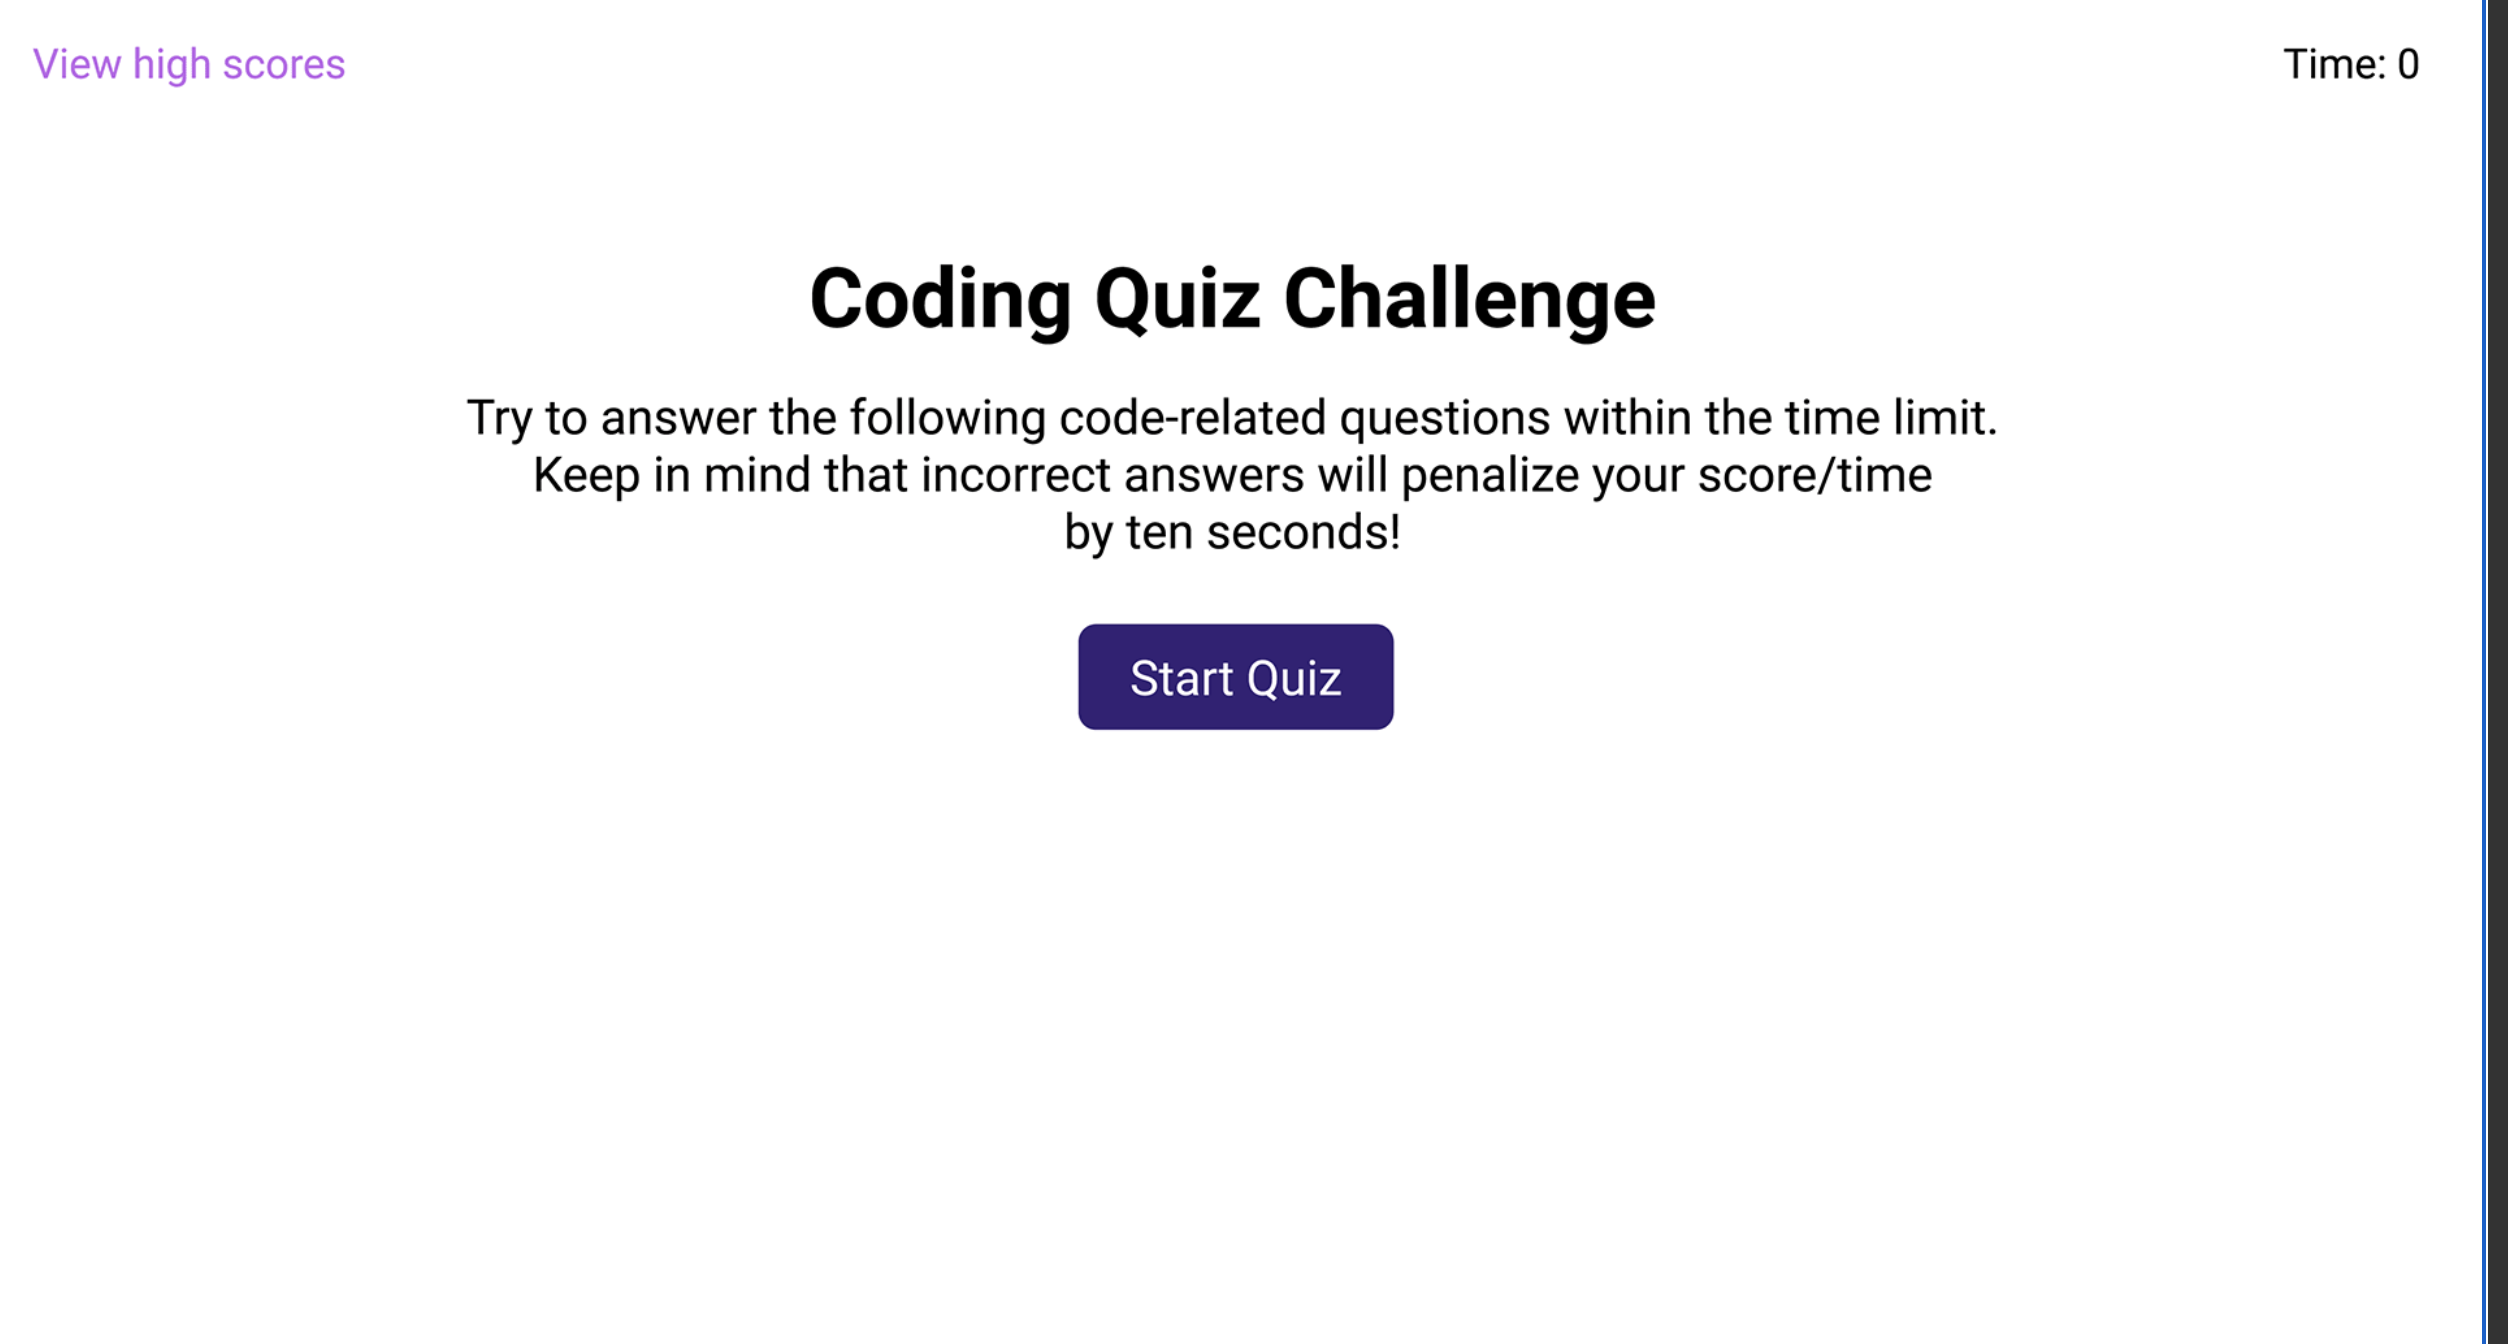 View high scores
Time: 0
Coding Quiz Challenge
Try to answer the following code-related questions within the time limit.
Keep in mind that incorrect answers will penalize your score/time
by ten seconds!
Start Quiz